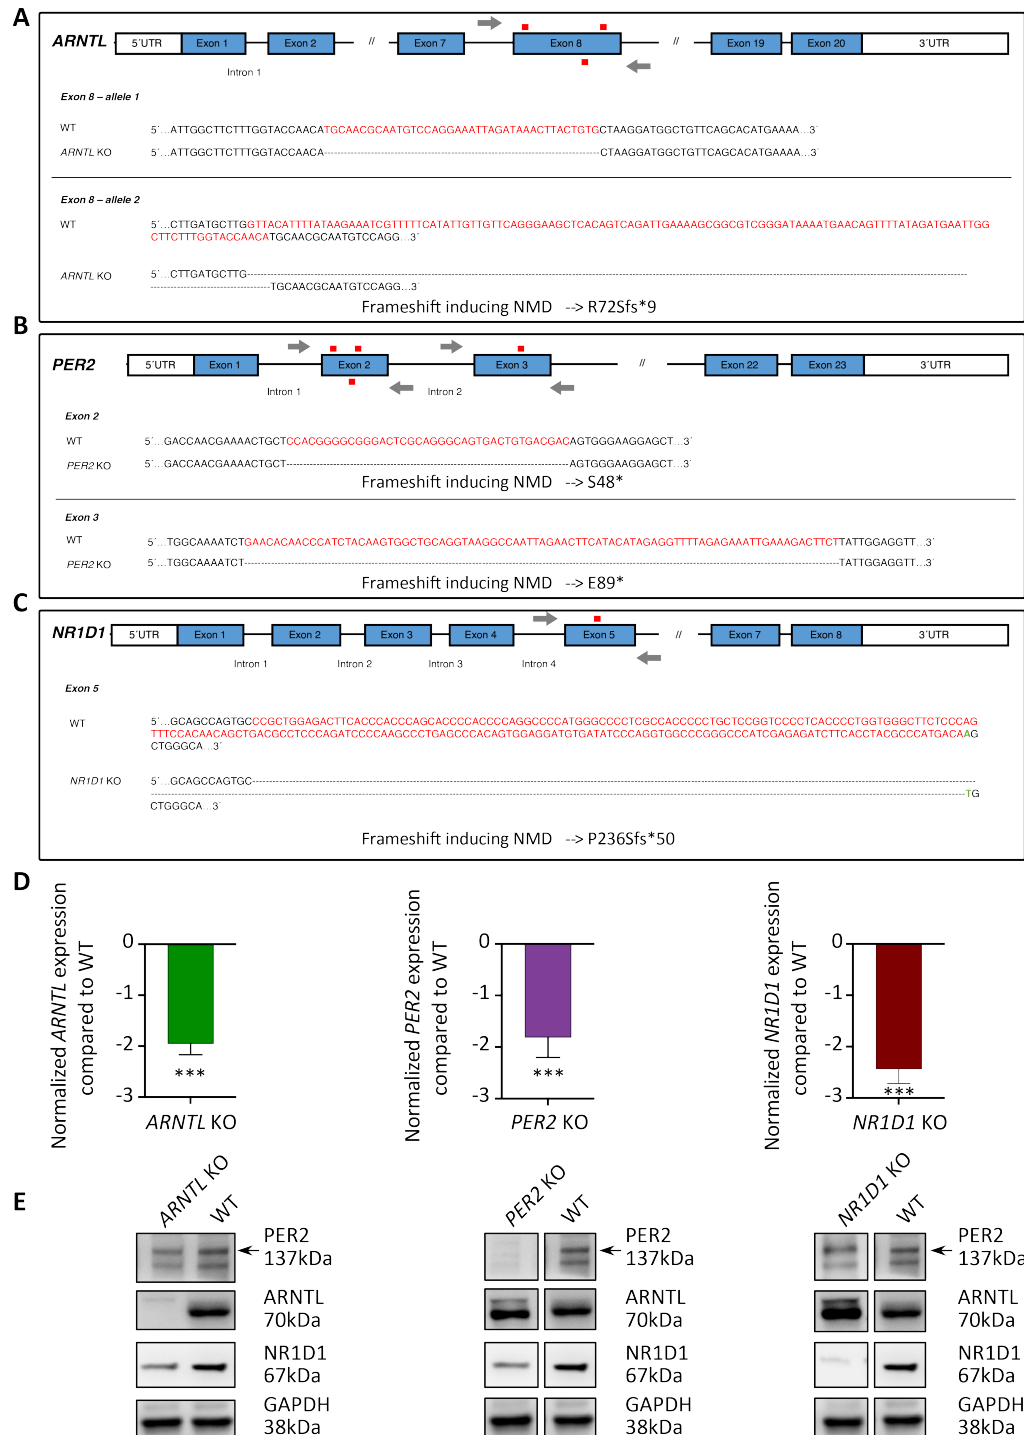 A
ARNTL
5´UTR Exon 1 Exon 2 // Exon 7 Exon 8 // Exon 19 Exon 20 3´UTR
Intron 1
Exon 8 – allele 1
WT 5´...ATTGGCTTCTTTGGTACCAACATGCAACGCAATGTCCAGGAAATTAGATAAACTTACTGTGCTAAGGATGGCTGTTCAGCACATGAAAA...3´
ARNTL KO 5´...ATTGGCTTCTTTGGTACCAACA------------------------------CTAAGGATGGCTGTTCAGCACATGAAAA...3´
Exon 8 – allele 2
WT 5´...CTTGATGCTTGGTTACATTTTATAAGAAATCGTTTTTCATATTGTTGTTCAGGGAAGCTCACAGTCAGATTGAAAAGCGGCGTCGGGATAAAATGAACAGTTTTATAGATGAATTGG
CTTCTTTGGTACCAACATGCAACGCAATGTCCAGG...3´
ARNTL KO 5´...CTTGATGCTTG------------------------------
------------------------------TGCAACGCAATGTCCAGG...3´
Frameshift inducing NMD --> R72Sfs*9
B
PER2
5´UTR Exon 1 Exon 2 Exon 3 // Exon 22 Exon 23 3´UTR
Intron 1 Intron 2
Exon 2
WT 5´...GACCAACGAAAACTGCTCCACGGGGCGGGACTCGCAGGGCAGTGACTGTGACGACAGTGGGAAGGAGCT...3´
PER2 KO 5´...GACCAACGAAAACTGCT------------------------------AGTGGGAAGGAGCT...3´
Frameshift inducing NMD --> S48*
Exon 3
WT 5´...TGGCAAAATCTGAACACAACCCATCTACAAGTGGCTGCAGGTAAGGCCAATTAGAACTTCATACATAGAGGTTTTAGAGAAATTGAAAGACTTCTTATTGGAGGTT...3´
PER2 KO 5´...TGGCAAAATCT------------------------------TATTGGAGGTT...3´
Frameshift inducing NMD --> E89*
C
NR1D1
5´UTR Exon 1 Exon 2 Exon 3 Exon 4 Exon 5 // Exon 7 Exon 8 3´UTR
Intron 1 Intron 2 Intron 3 Intron 4
Exon 5
WT 5´...GCAGCCAGTGCCCGCTGGAGACTTCACCCACCCAGCACCCCACCCCAGGCCCCATGGGCCCCTCGCCACCCCCTGCTCCGGTCCCCTCACCCCTGGTGGGCTTCTCCCAG
TTTCCACAACAGCTGACGCCTCCCAGATCCCCAAGCCCTGAGCCCACAGTGGAGGATGTGATATCCCAGGTGGCCCGGGCCCATCGAGAGATCTTCACCTACGCCCATGACAAG
CTGGGCA...3´
NR1D1 KO 5´...GCAGCCAGTGC------------------------------
------------------------------TG
CTGGGCA...3´
Frameshift inducing NMD --> P236Sfs*50
D
Normalized ARNTL expression
compared to WT
0
-1
-2
-3
***
ARNTL KO
Normalized PER2 expression
compared to WT
0
-1
-2
-3
***
PER2 KO
Normalized NR1D1 expression
compared to WT
0
-1
-2
-3
***
NR1D1 KO
E
ARNTL KO WT
PER2
137kDa
ARNTL
70kDa
NR1D1
67kDa
GAPDH
38kDa
PER2 KO WT
PER2
137kDa
ARNTL
70kDa
NR1D1
67kDa
GAPDH
38kDa
NR1D1 KO WT
PER2
137kDa
ARNTL
70kDa
NR1D1
67kDa
GAPDH
38kDa